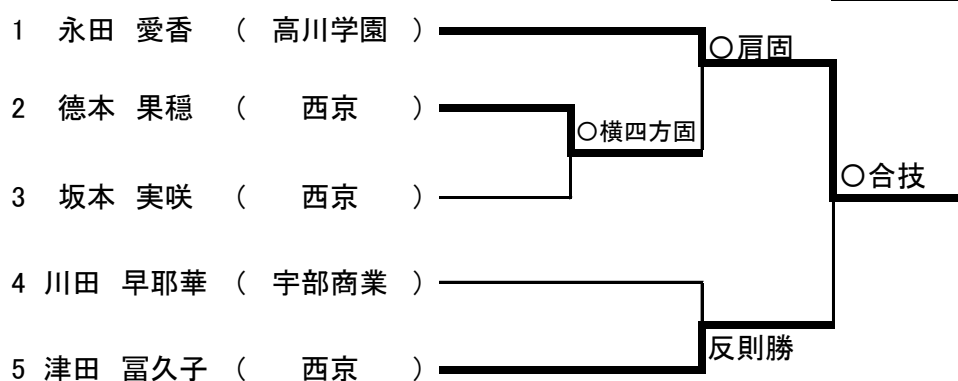 1 永田 愛香 ( 高川学園 )
○肩固
2 德本 果穏 ( 西京 )
○横四方固
3 坂本 実咲 ( 西京 )
○合技
4 川田 早耶華 ( 宇部商業 )
反則勝
5 津田 冨久子 ( 西京 )